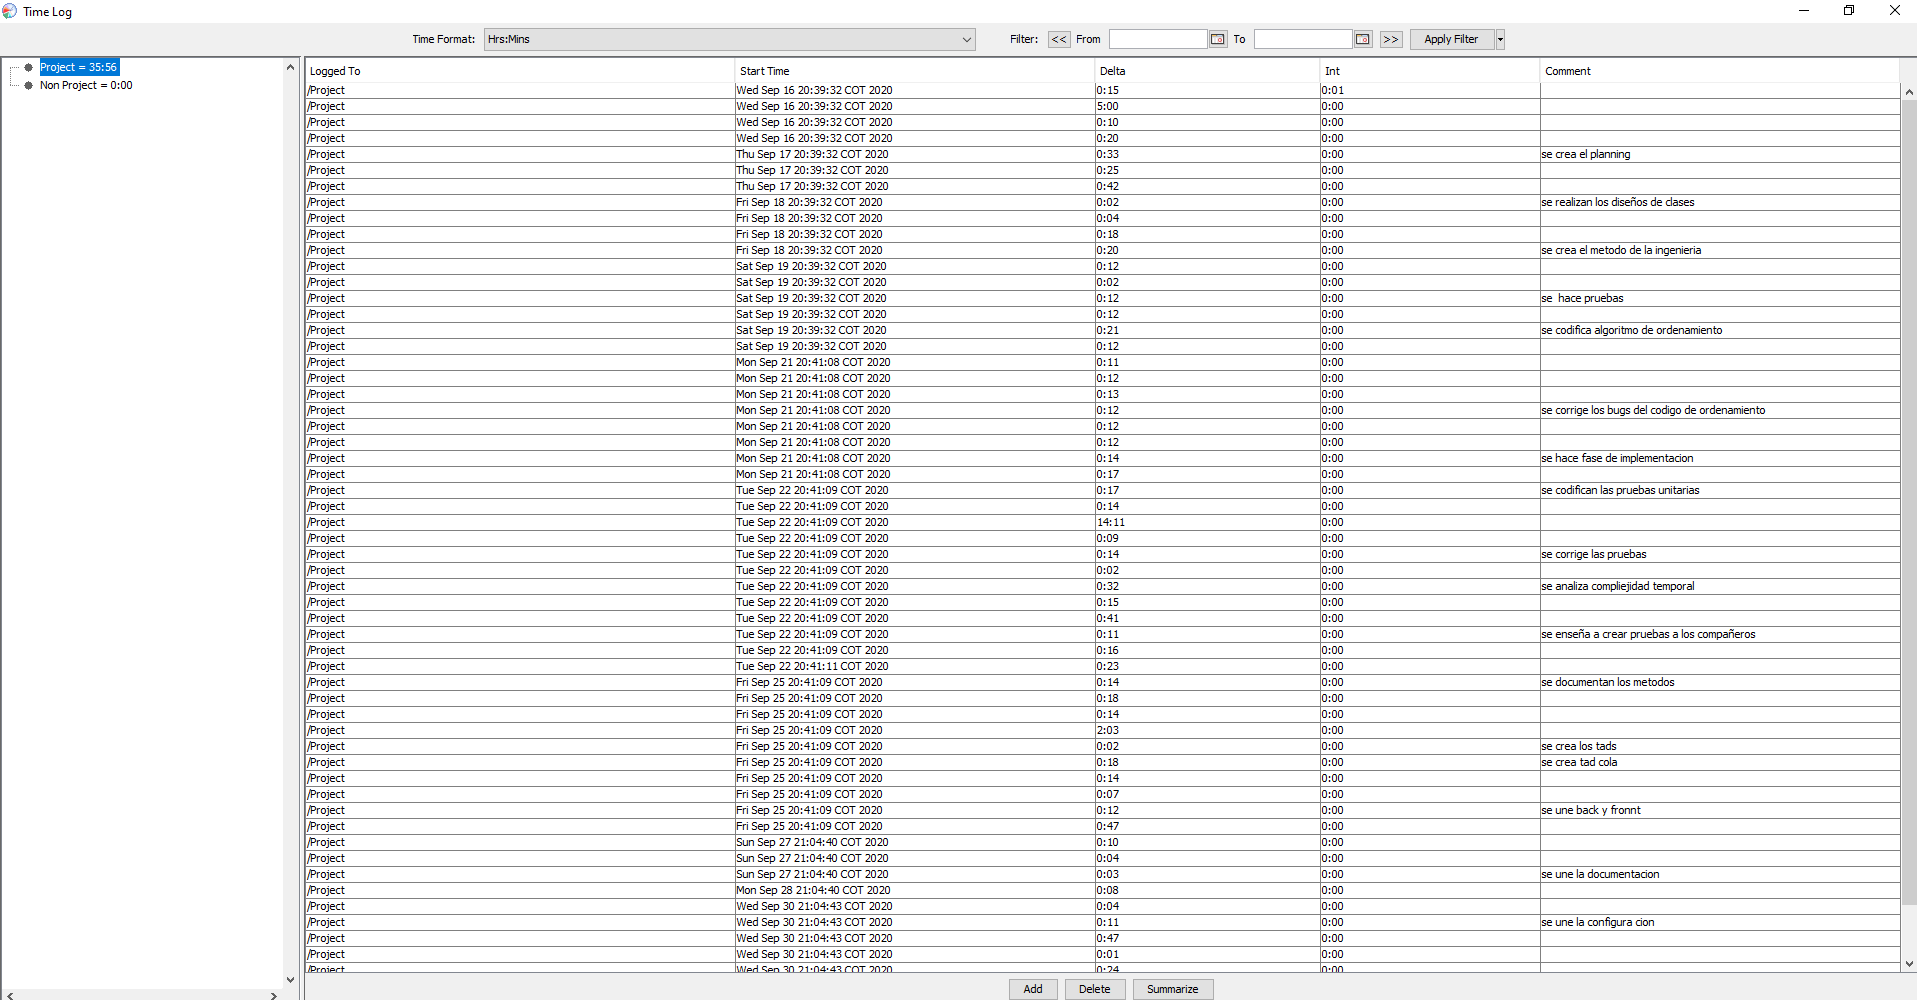 Time Log
Time Format: Hrs:Mins Filter: << From To >> Apply Filter
Project = 35:56
Non Project = 0:00
Logged To Start Time Delta Int Comment
/Project Wed Sep 16 20:39:32 COT 2020 0:15 0:01
/Project Wed Sep 16 20:39:32 COT 2020 5:00 0:00
/Project Wed Sep 16 20:39:32 COT 2020 0:10 0:00
/Project Wed Sep 16 20:39:32 COT 2020 0:20 0:00
/Project Thu Sep 17 20:39:32 COT 2020 0:33 0:00 se crea el planning
/Project Thu Sep 17 20:39:32 COT 2020 0:25 0:00
/Project Thu Sep 17 20:39:32 COT 2020 0:42 0:00
/Project Fri Sep 18 20:39:32 COT 2020 0:02 0:00 se realizan los diseños de clases
/Project Fri Sep 18 20:39:32 COT 2020 0:04 0:00
/Project Fri Sep 18 20:39:32 COT 2020 0:18 0:00
/Project Fri Sep 18 20:39:32 COT 2020 0:20 0:00 se crea el metodo de la ingenieria
/Project Sat Sep 19 20:39:32 COT 2020 0:12 0:00
/Project Sat Sep 19 20:39:32 COT 2020 0:02 0:00
/Project Sat Sep 19 20:39:32 COT 2020 0:12 0:00 se  hace pruebas
/Project Sat Sep 19 20:39:32 COT 2020 0:12 0:00
/Project Sat Sep 19 20:39:32 COT 2020 0:21 0:00 se codifica algoritmo de ordenamiento
/Project Sat Sep 19 20:39:32 COT 2020 0:12 0:00
/Project Mon Sep 21 20:41:08 COT 2020 0:11 0:00
/Project Mon Sep 21 20:41:08 COT 2020 0:12 0:00
/Project Mon Sep 21 20:41:08 COT 2020 0:13 0:00
/Project Mon Sep 21 20:41:08 COT 2020 0:12 0:00 se corrige los bugs del codigo de ordenamiento
/Project Mon Sep 21 20:41:08 COT 2020 0:12 0:00
/Project Mon Sep 21 20:41:08 COT 2020 0:12 0:00
/Project Mon Sep 21 20:41:08 COT 2020 0:14 0:00 se hace fase de implementacion
/Project Mon Sep 21 20:41:08 COT 2020 0:17 0:00
/Project Tue Sep 22 20:41:09 COT 2020 0:17 0:00 se codifican las pruebas unitarias
/Project Tue Sep 22 20:41:09 COT 2020 0:14 0:00
/Project Tue Sep 22 20:41:09 COT 2020 14:11 0:00
/Project Tue Sep 22 20:41:09 COT 2020 0:09 0:00
/Project Tue Sep 22 20:41:09 COT 2020 0:14 0:00 se corrige las pruebas
/Project Tue Sep 22 20:41:09 COT 2020 0:02 0:00
/Project Tue Sep 22 20:41:09 COT 2020 0:32 0:00 se analiza compliejidad temporal
/Project Tue Sep 22 20:41:09 COT 2020 0:15 0:00
/Project Tue Sep 22 20:41:09 COT 2020 0:41 0:00
/Project Tue Sep 22 20:41:09 COT 2020 0:11 0:00 se enseña a crear pruebas a los compañeros
/Project Tue Sep 22 20:41:09 COT 2020 0:16 0:00
/Project Tue Sep 22 20:41:11 COT 2020 0:23 0:00
/Project Fri Sep 25 20:41:09 COT 2020 0:14 0:00 se documentan los metodos
/Project Fri Sep 25 20:41:09 COT 2020 0:18 0:00
/Project Fri Sep 25 20:41:09 COT 2020 0:14 0:00
/Project Fri Sep 25 20:41:09 COT 2020 2:03 0:00
/Project Fri Sep 25 20:41:09 COT 2020 0:02 0:00 se crea los tads
/Project Fri Sep 25 20:41:09 COT 2020 0:18 0:00 se crea tad cola
/Project Fri Sep 25 20:41:09 COT 2020 0:14 0:00
/Project Fri Sep 25 20:41:09 COT 2020 0:07 0:00
/Project Fri Sep 25 20:41:09 COT 2020 0:12 0:00 se une back y fronnt
/Project Fri Sep 25 20:41:09 COT 2020 0:47 0:00
/Project Sun Sep 27 21:04:40 COT 2020 0:10 0:00
/Project Sun Sep 27 21:04:40 COT 2020 0:04 0:00
/Project Sun Sep 27 21:04:40 COT 2020 0:03 0:00 se une la documentacion
/Project Mon Sep 28 21:04:40 COT 2020 0:08 0:00
/Project Wed Sep 30 21:04:43 COT 2020 0:04 0:00
/Project Wed Sep 30 21:04:43 COT 2020 0:11 0:00 se une la configura cion
/Project Wed Sep 30 21:04:43 COT 2020 0:47 0:00
/Project Wed Sep 30 21:04:43 COT 2020 0:01 0:00
/Project Wed Sep 30 21:04:43 COT 2020 0:24 0:00
Add Delete Summarize